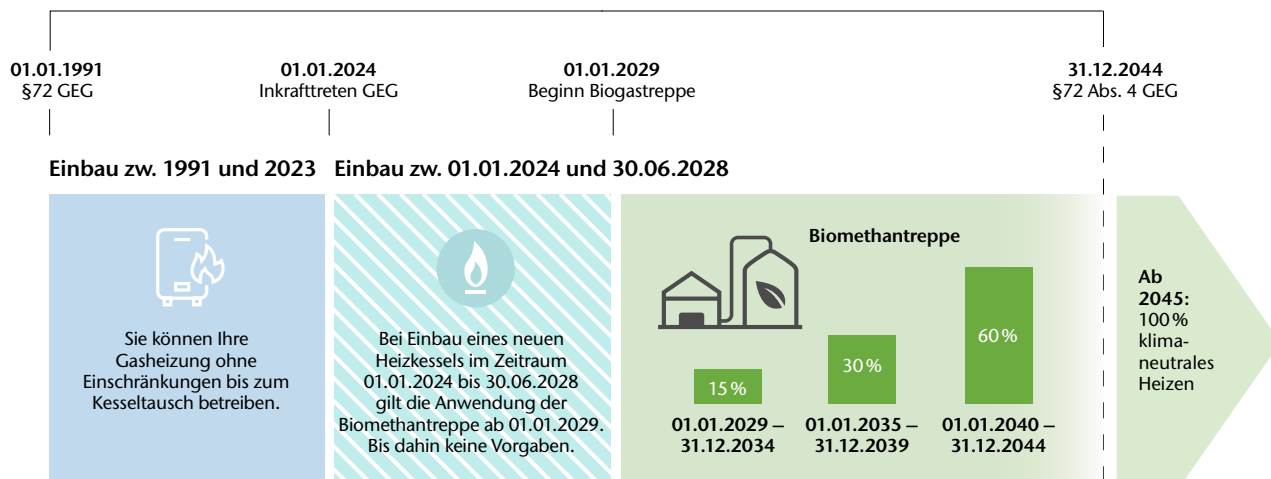 01.01.1991
§72 GEG
01.01.2024
Inkrafttreten GEG
01.01.2029
Beginn Biogastreppe
31.12.2044
§72 Abs. 4 GEG
Einbau zw. 1991 und 2023
Einbau zw. 01.01.2024 und 30.06.2028
Sie können Ihre
Gasheizung ohne
Einschränkungen bis zum
Kesseltausch betreiben.
Bei Einbau eines neuen
Heizkessels im Zeitraum
01.01.2024 bis 30.06.2028
gilt die Anwendung der
Biomethantreppe ab 01.01.2029.
Bis dahin keine Vorgaben.
Biomethantreppe
15 %
30 %
60 %
01.01.2029 –
31.12.2034
01.01.2035 –
31.12.2039
01.01.2040 –
31.12.2044
Ab
2045:
100 %
klima-
neutrales
Heizen